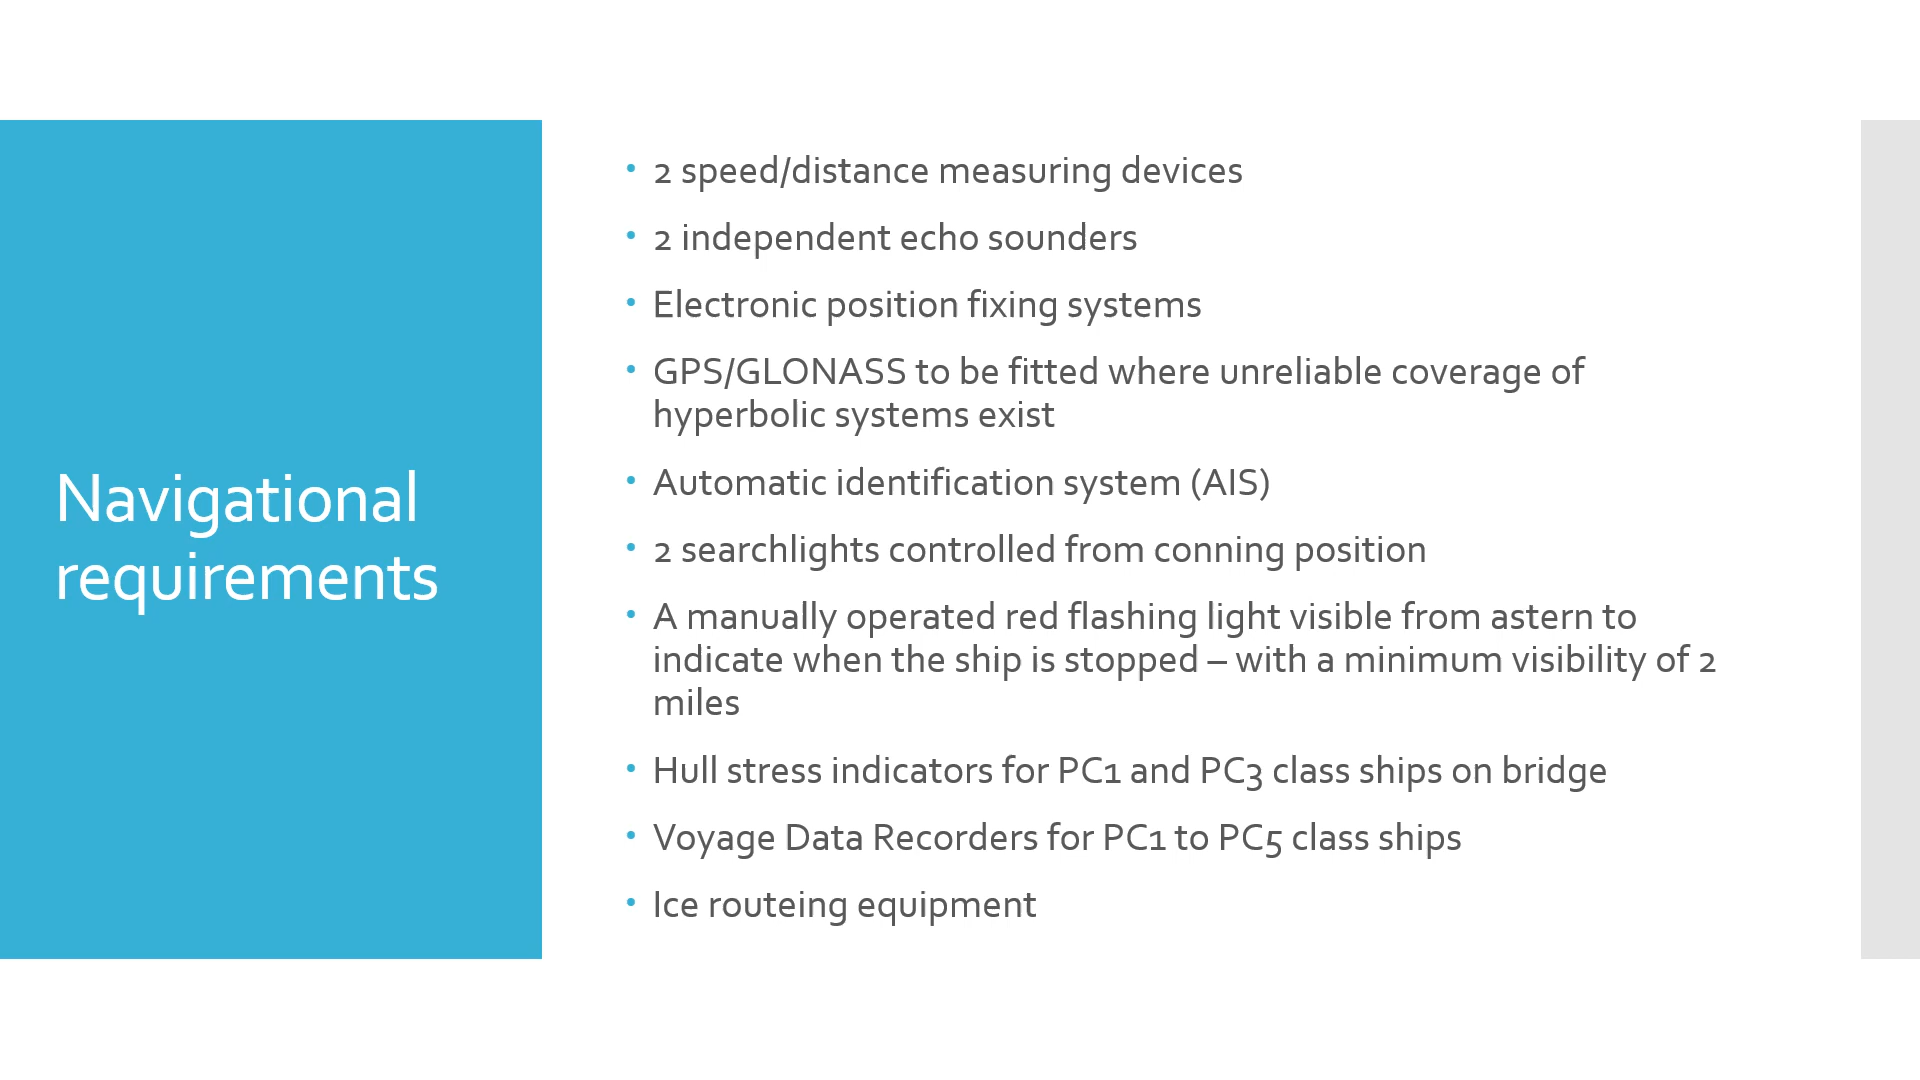 Navigational
requirements
• 2 speed/distance measuring devices
• 2 independent echo sounders
• Electronic position fixing systems
• GPS/GLONASS to be fitted where unreliable coverage of
hyperbolic systems exist
• Automatic identification system (AIS)
• 2 searchlights controlled from conning position
• A manually operated red flashing light visible from astern to
indicate when the ship is stopped – with a minimum visibility of 2
miles
• Hull stress indicators for PC1 and PC3 class ships on bridge
• Voyage Data Recorders for PC1 to PC5 class ships
• Ice routeing equipment